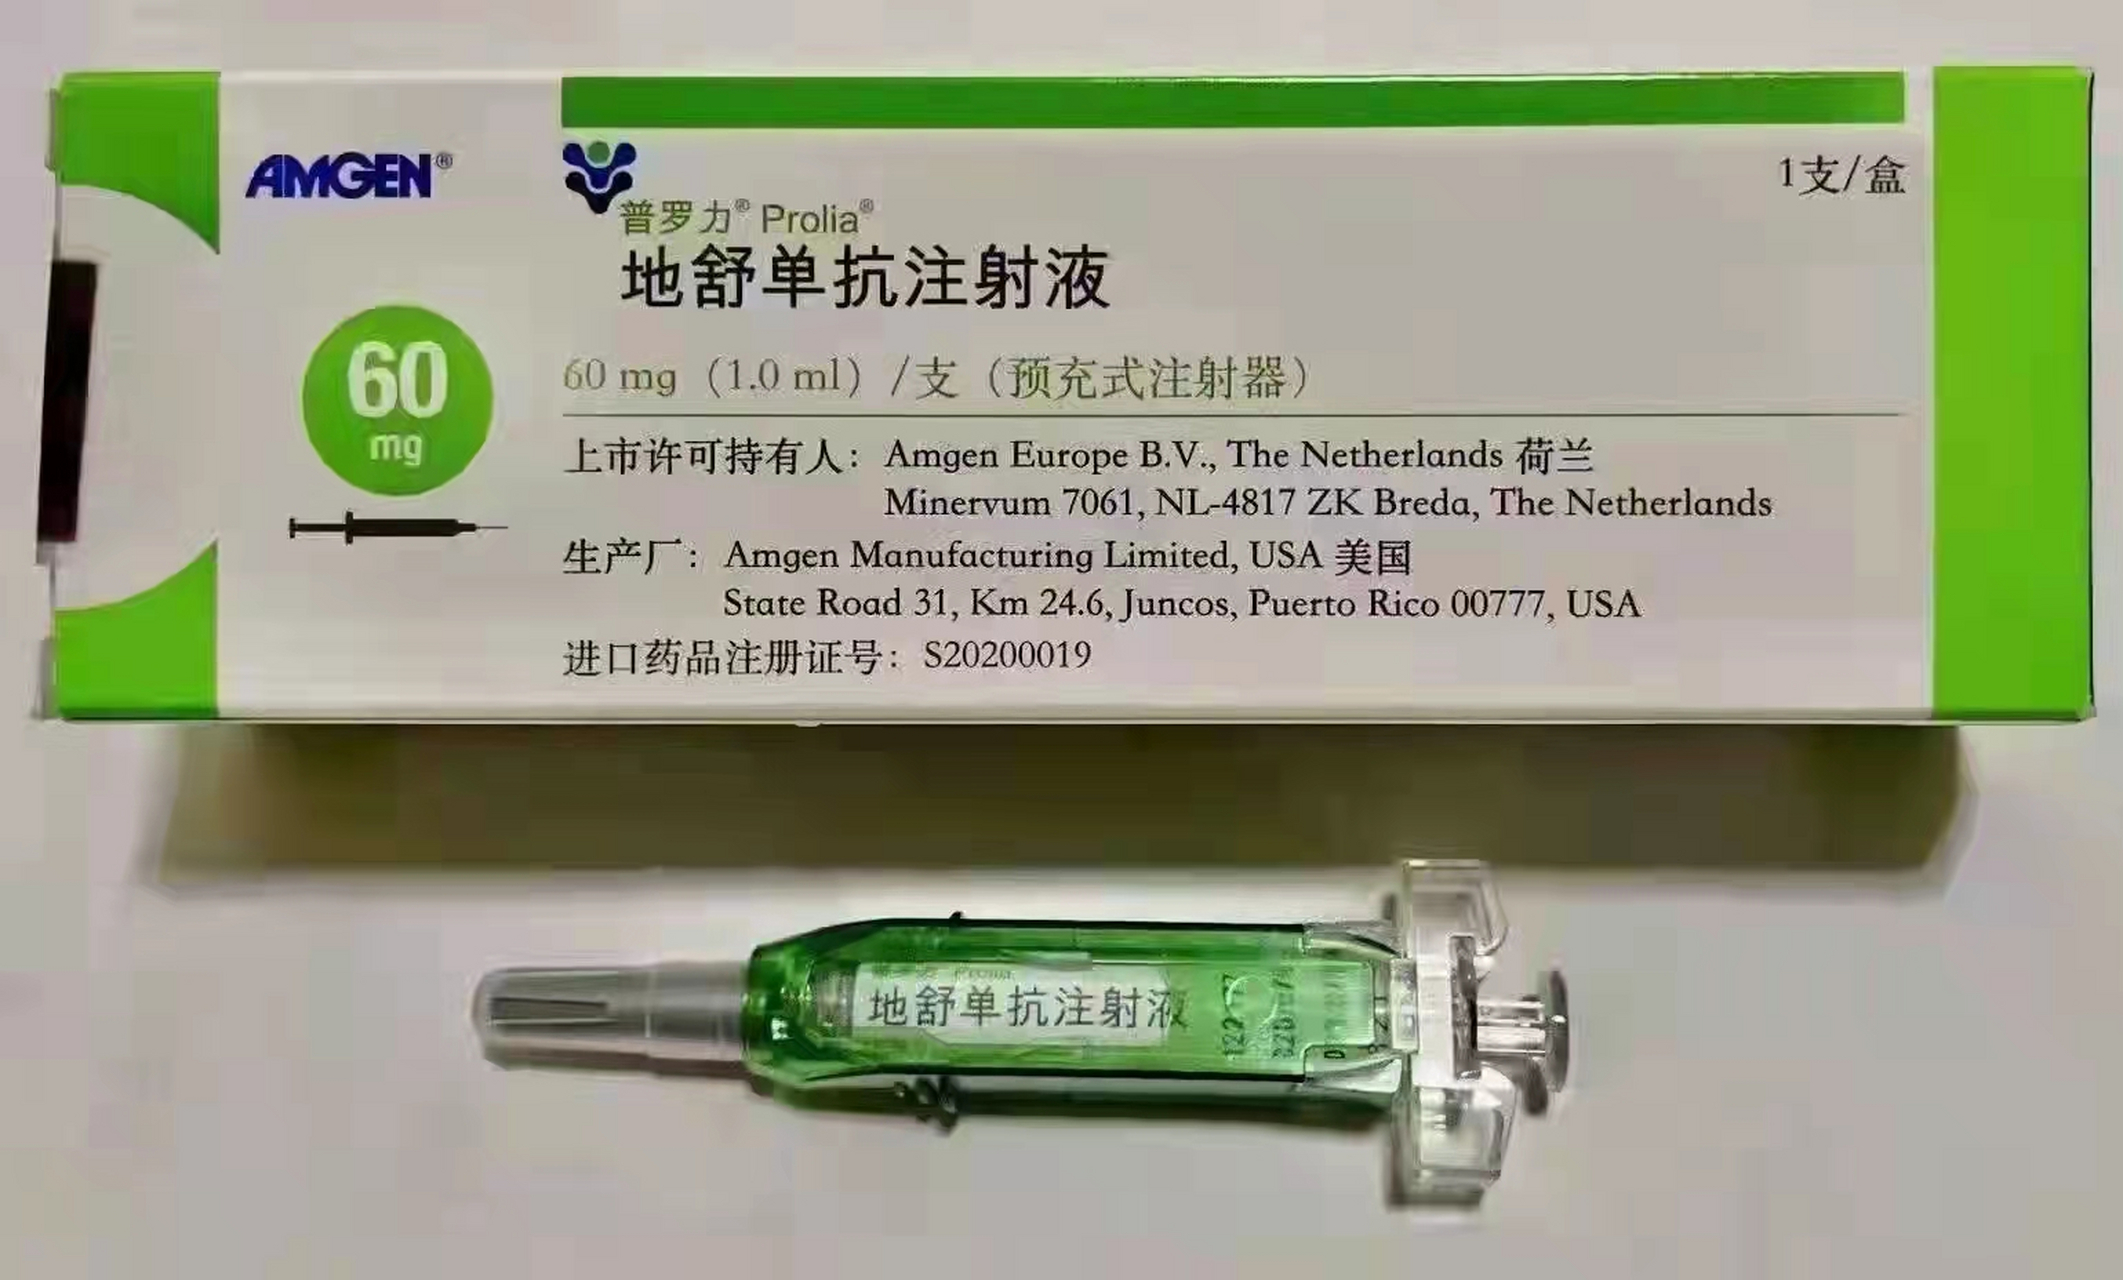 AMGEN®
普罗力® Prolia®
1支/盒
地舒单抗注射液
60
mg
60 mg（1.0 ml）/支（预充式注射器）
上市许可持有人：Amgen Europe B.V., The Netherlands 荷兰
Minervum 7061, NL-4817 ZK Breda, The Netherlands
生产厂：Amgen Manufacturing Limited, USA 美国
State Road 31, Km 24.6, Juncos, Puerto Rico 00777, USA
进口药品注册证号：S20200019
普罗力 Prolia
地舒单抗注射液